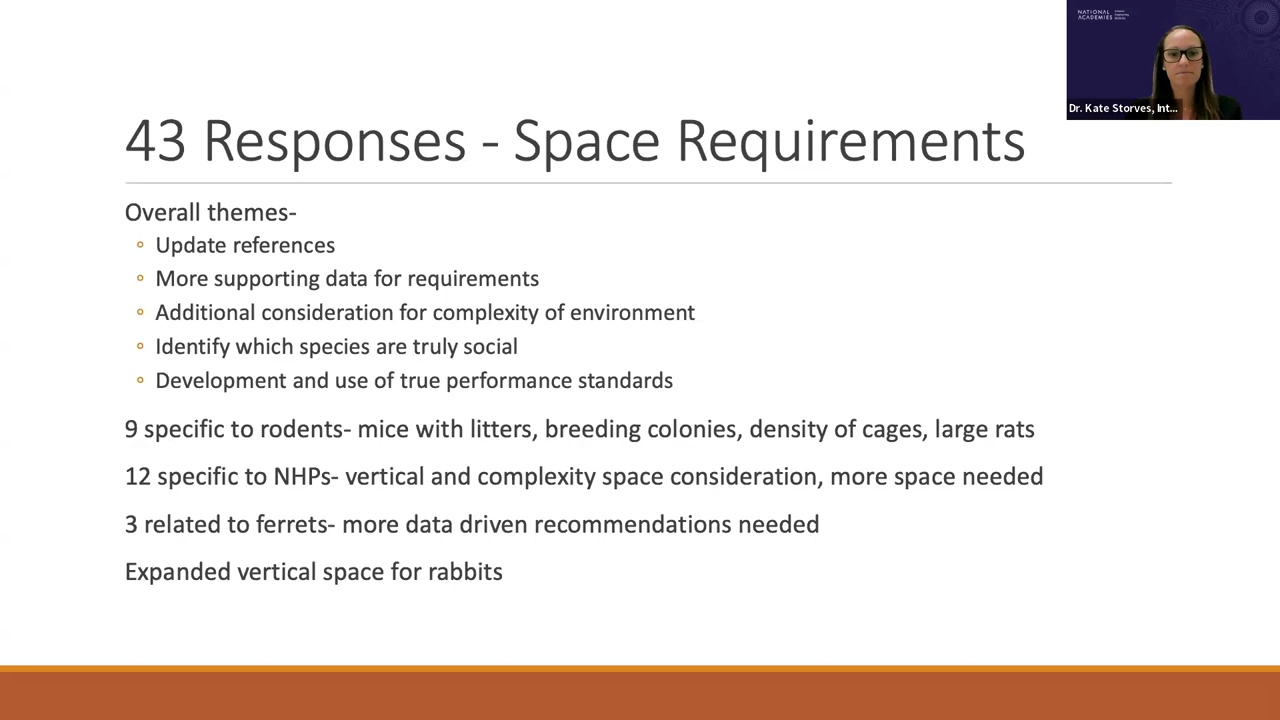 NATIONAL
ACADEMIES
Dr. Kate Storves, Int...
43 Responses - Space Requirements
Overall themes-
◦ Update references
◦ More supporting data for requirements
◦ Additional consideration for complexity of environment
◦ Identify which species are truly social
◦ Development and use of true performance standards
9 specific to rodents- mice with litters, breeding colonies, density of cages, large rats
12 specific to NHPs- vertical and complexity space consideration, more space needed
3 related to ferrets- more data driven recommendations needed
Expanded vertical space for rabbits